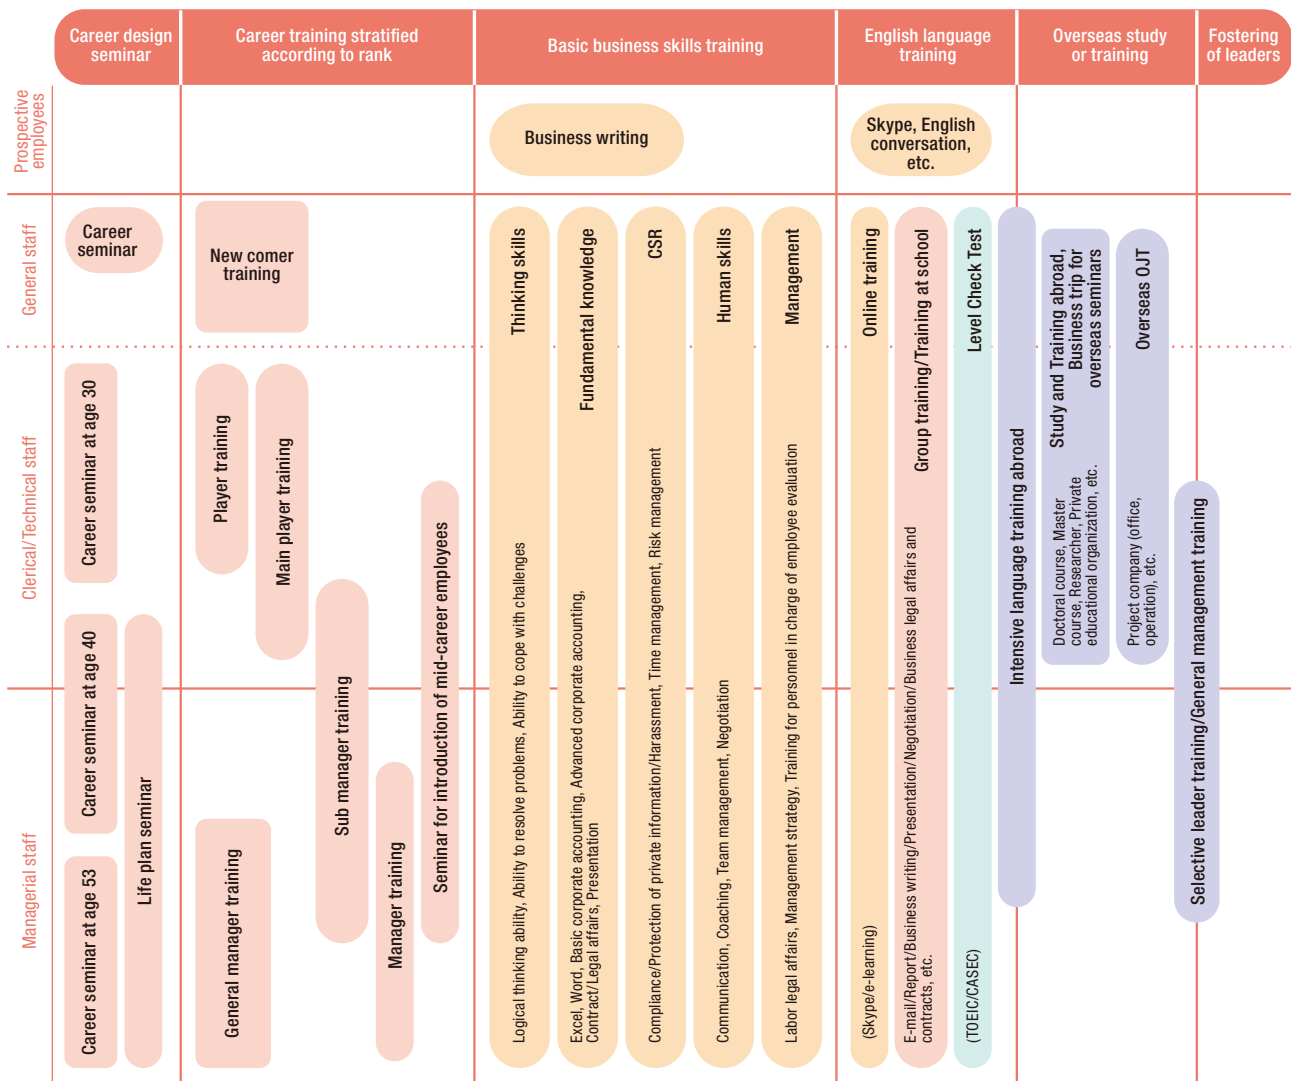 Career design
seminar
Career training stratified
according to rank
Basic business skills training
English language
training
Overseas study
or training
Fostering
of leaders
Prospective
employees
Business writing
Skype, English
conversation,
etc.
General staff
Career
seminar
New comer
training
Thinking skills
Logical thinking ability, Ability to resolve problems, Ability to cope with challenges
Fundamental knowledge
Excel, Word, Basic corporate accounting, Advanced corporate accounting,
Contract/Legal affairs, Presentation
CSR
Compliance/Protection of private information/Harassment, Time management, Risk management
Human skills
Communication, Coaching, Team management, Negotiation
Management
Labor legal affairs, Management strategy, Training for personnel in charge of employee evaluation
Online training
(Skype/e-learning)
Group training/Training at school
E-mail/Report/Business writing/Presentation/Negotiation/Business legal affairs and
contracts, etc.
Level Check Test
(TOEIC/CASEC)
Intensive language training abroad
Study and Training abroad,
Business trip for
overseas seminars
Doctoral course, Master
course, Researcher, Private
educational organization, etc.
Overseas OJT
Project company (office,
operation), etc.
Selective leader training/General management training
Clerical/Technical staff
Career seminar at age 30
Player training
Main player training
Seminar for introduction of mid-career employees
Sub manager training
Career seminar at age 40
Life plan seminar
Managerial staff
Manager training
General manager training
Career seminar at age 53